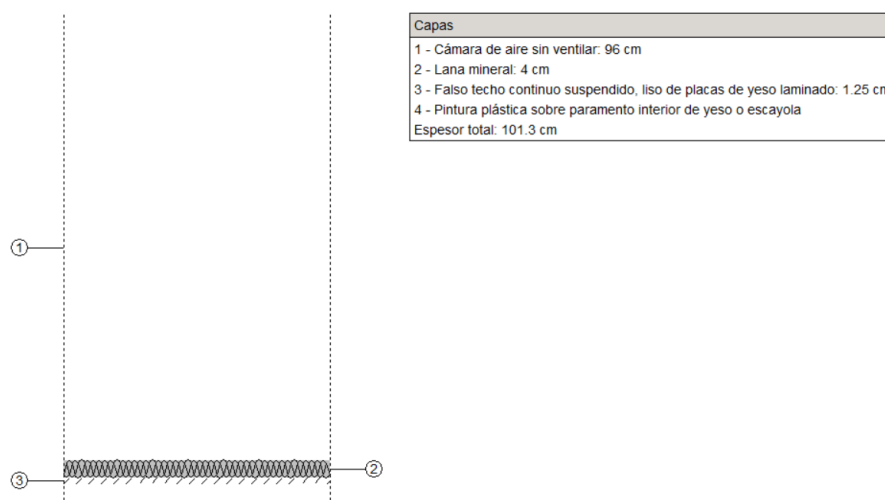 Capas
1 - Cámara de aire sin ventilar: 96 cm
2 - Lana mineral: 4 cm
3 - Falso techo continuo suspendido, liso de placas de yeso laminado: 1.25 cm
4 - Pintura plástica sobre paramento interior de yeso o escayola
Espesor total: 101.3 cm
1
2
3